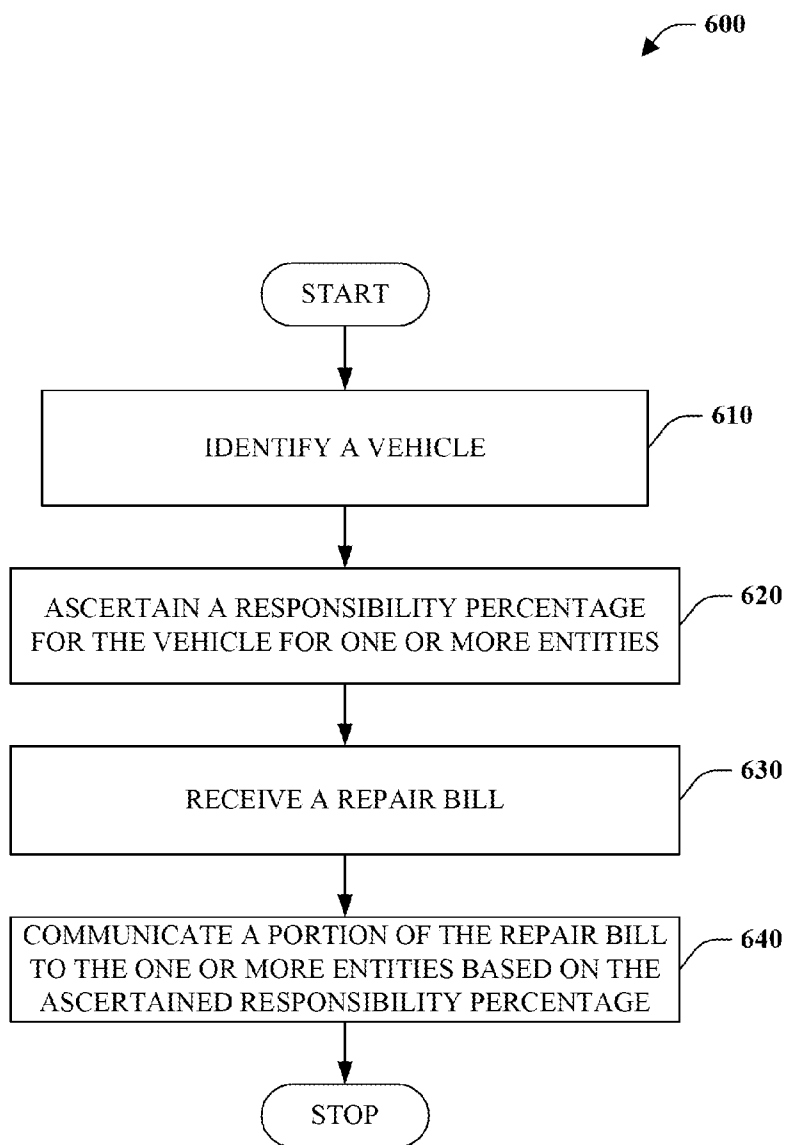 600
START
IDENTIFY A VEHICLE
610
ASCERTAIN A RESPONSIBILITY PERCENTAGE
FOR THE VEHICLE FOR ONE OR MORE ENTITIES
620
RECEIVE A REPAIR BILL
630
COMMUNICATE A PORTION OF THE REPAIR BILL
TO THE ONE OR MORE ENTITIES BASED ON THE
ASCERTAINED RESPONSIBILITY PERCENTAGE
640
STOP